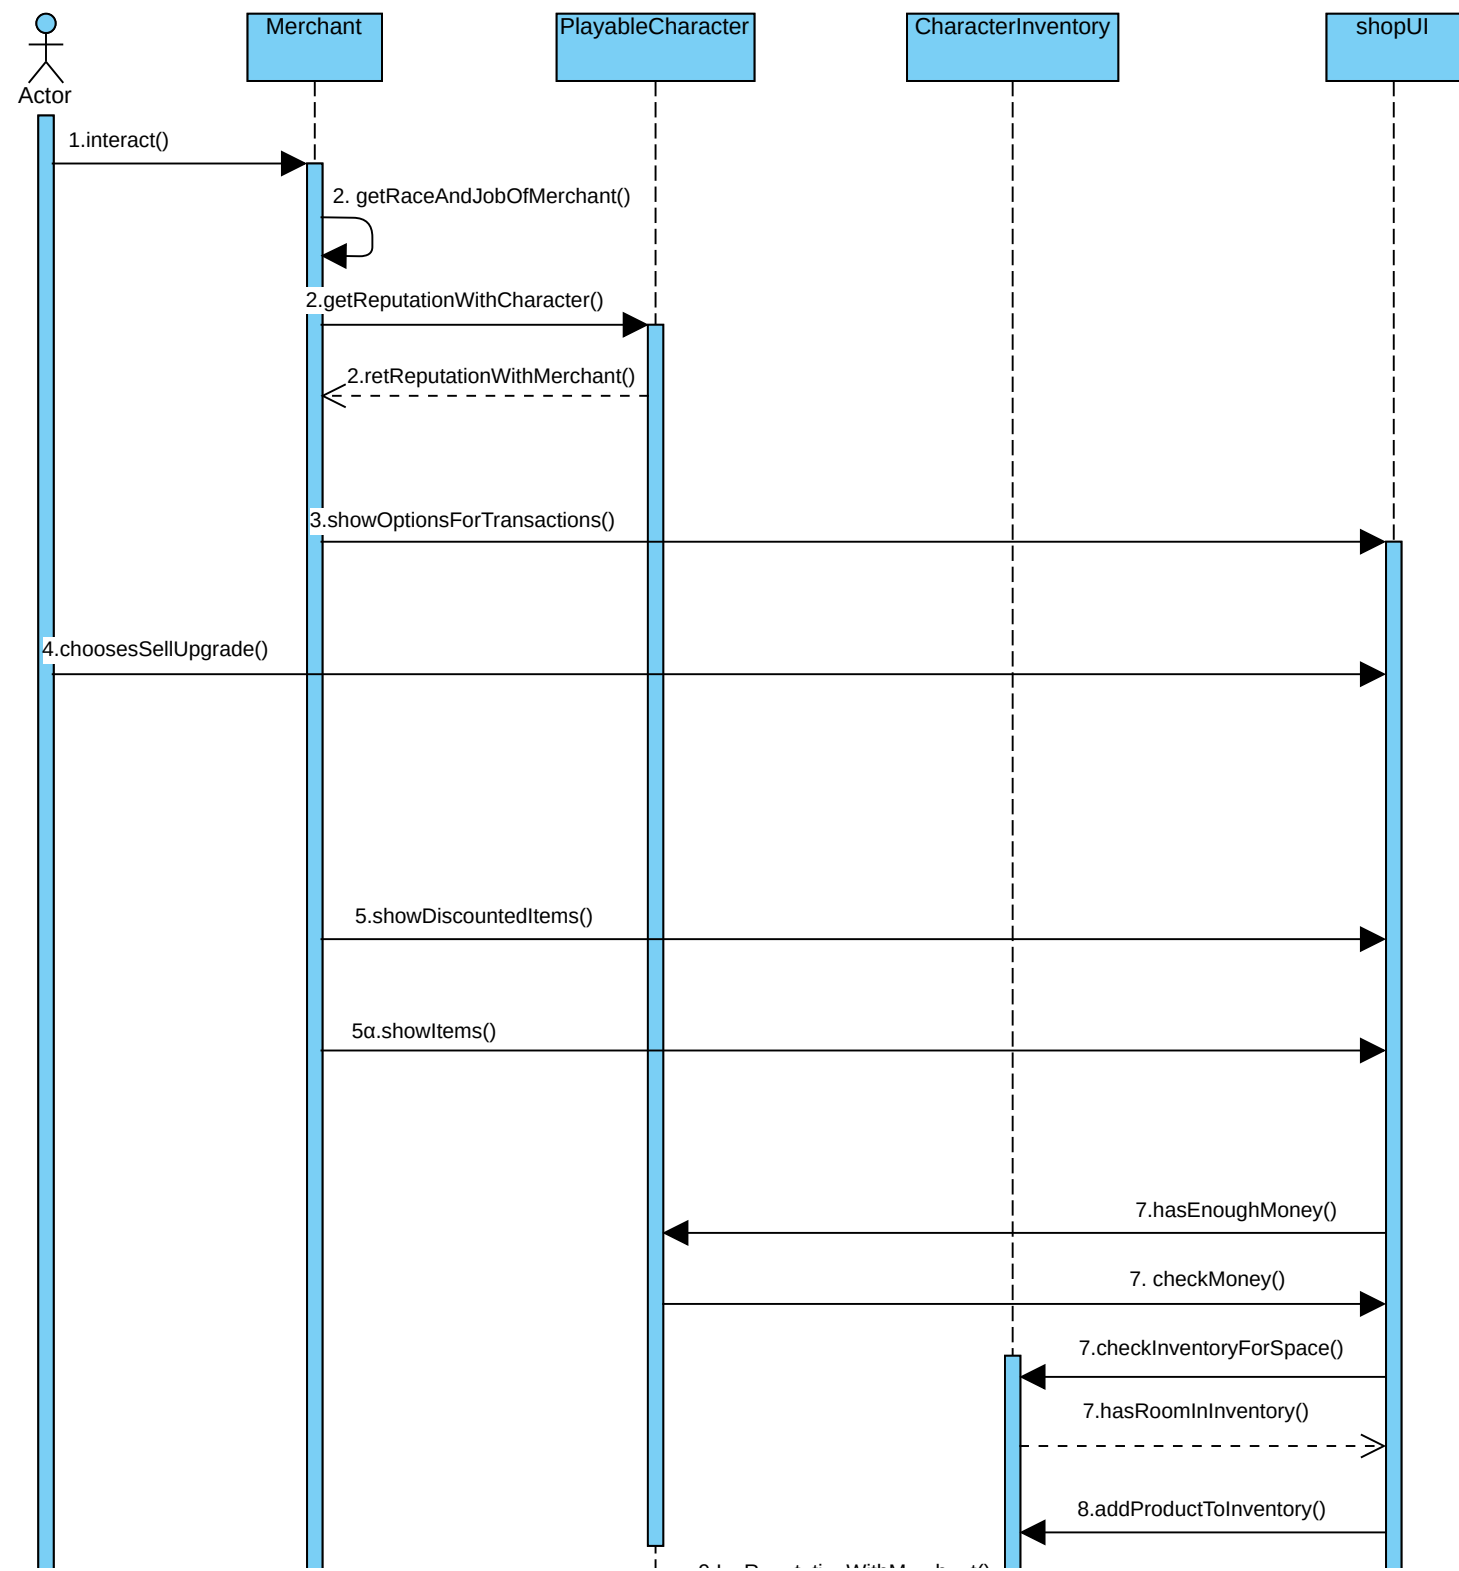 Merchant
PlayableCharacter
CharacterInventory
shopUI
Actor
1.interact()
2. getRaceAndJobOfMerchant()
2.getReputationWithCharacter()
2.retReputationWithMerchant()
3.showOptionsForTransactions()
4.choosesSellUpgrade()
5.showDiscountedItems()
5α.showItems()
7.hasEnoughMoney()
7. checkMoney()
7.checkInventoryForSpace()
7.hasRoomInInventory()
8.addProductToInventory()